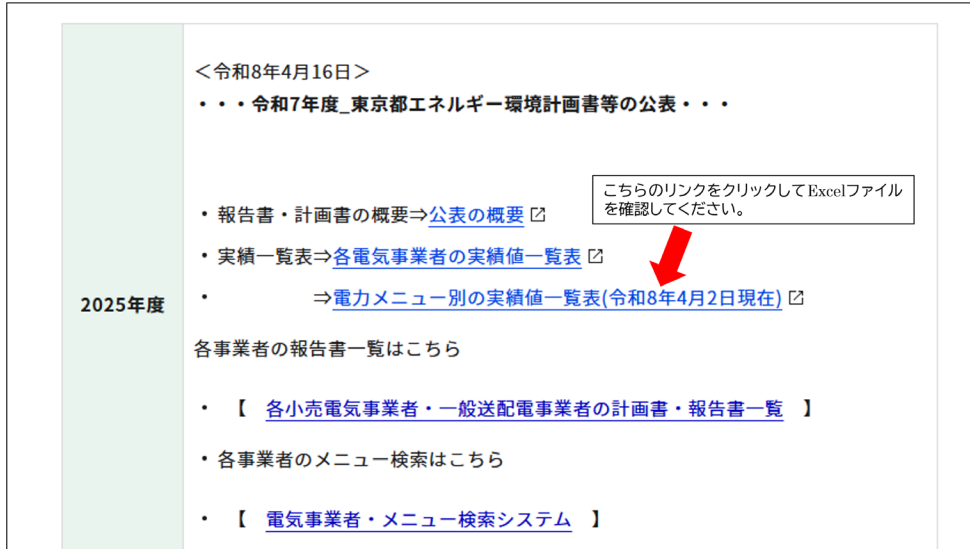 ＜令和8年4月16日＞
・・・令和7年度_東京都エネルギー環境計画書等の公表・・・
こちらのリンクをクリックしてExcelファイル
を確認してください。
・報告書・計画書の概要⇒公表の概要
・実績一覧表⇒各電気事業者の実績値一覧表
・　　　　　⇒電力メニュー別の実績値一覧表(令和8年4月2日現在)
2025年度
各事業者の報告書一覧はこちら
・　【　各小売電気事業者・一般送配電事業者の計画書・報告書一覧　】
・各事業者のメニュー検索はこちら
・　【　電気事業者・メニュー検索システム　】